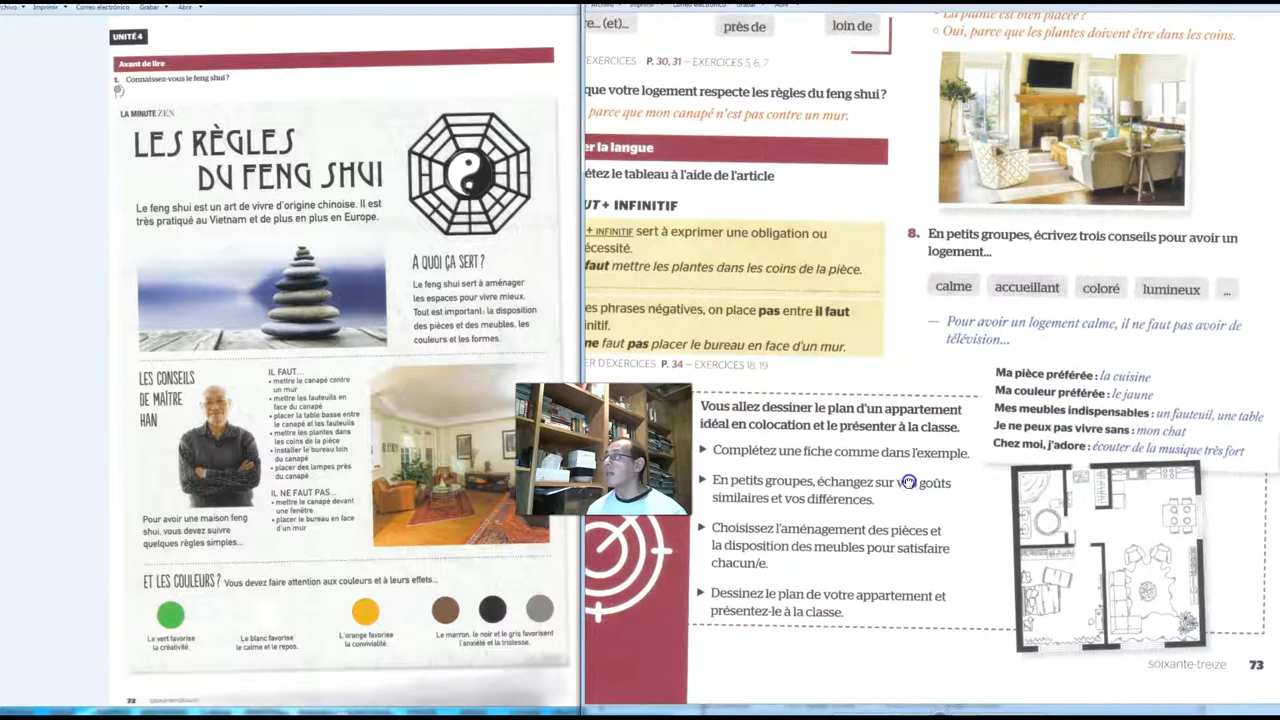 Imprimir
Correo electrónico
Grabar
Abrir
UNITÉ 4
Avant de lire
1. Connaissez-vous le feng shui?
LA MINUTE ZEN
LES RÈGLES
DU FENG SHUI
Le feng shui est un art de vivre d'origine chinoise. Il est
très pratiqué au Vietnam et de plus en plus en Europe.
À QUOI ÇA SERT?
Le feng shui sert à aménager
les espaces pour vivre mieux.
Tout est important: la disposition
des pièces et des meubles, les
couleurs et les formes.
LES CONSEILS
DE MAÎTRE
HAN
Pour avoir une maison feng
shui, vous devez suivre
quelques règles simples...
IL FAUT...
• mettre le canapé contre
un mur
• mettre les fauteuils en
face du canapé
• placer la table basse entre
le canapé et les fauteuils
• mettre les plantes dans
les coins de la pièce
• installer le bureau loin
du canapé
• placer des lampes près
du canapé
IL NE FAUT PAS...
• mettre le canapé devant
une fenêtre
• placer le bureau en face
d'un mur
ET LES COULEURS? Vous devez faire attention aux couleurs et à leurs effets...
Le vert favorise
la créativité.
Le blanc favorise
le calme et le repos.
L'orange favorise
la convivialité.
Le marron, le noir et le gris favorisent
l'anxiété et la tristesse.
72
re... (et)...
près de
loin de
EXERCICES P. 30, 31 – EXERCICES 5, 6, 7
que votre logement respecte les règles du feng shui?
parce que mon canapé n'est pas contre un mur.
er la langue
étez le tableau à l'aide de l'article
UT + INFINITIF
+ INFINITIF sert à exprimer une obligation ou
écessité.
faut mettre les plantes dans les coins de la pièce.
es phrases négatives, on place pas entre il faut
nitif.
ne faut pas placer le bureau en face d'un mur.
ER D'EXERCICES P. 34 – EXERCICES 18, 19
Vous allez dessiner le plan d'un appartement
idéal en colocation et le présenter à la classe.
Complétez une fiche comme dans l'exemple.
En petits groupes, échangez sur goûts
similaires et vos différences.
Choisissez l'aménagement des pièces et
la disposition des meubles pour satisfaire
chacun/e.
Dessinez le plan de votre appartement et
présentez-le à la classe.
La plante est bien placée?
Oui, parce que les plantes doivent être dans les coins.
8. En petits groupes, écrivez trois conseils pour avoir un
logement...
calme
accueillant
coloré
lumineux
...
— Pour avoir un logement calme, il ne faut pas avoir de
télévision...
Ma pièce préférée: la cuisine
Ma couleur préférée: le jaune
Mes meubles indispensables: un fauteuil, une table
Je ne peux pas vivre sans: mon chat
Chez moi, j'adore: écouter de la musique très fort
soixante-treize 73